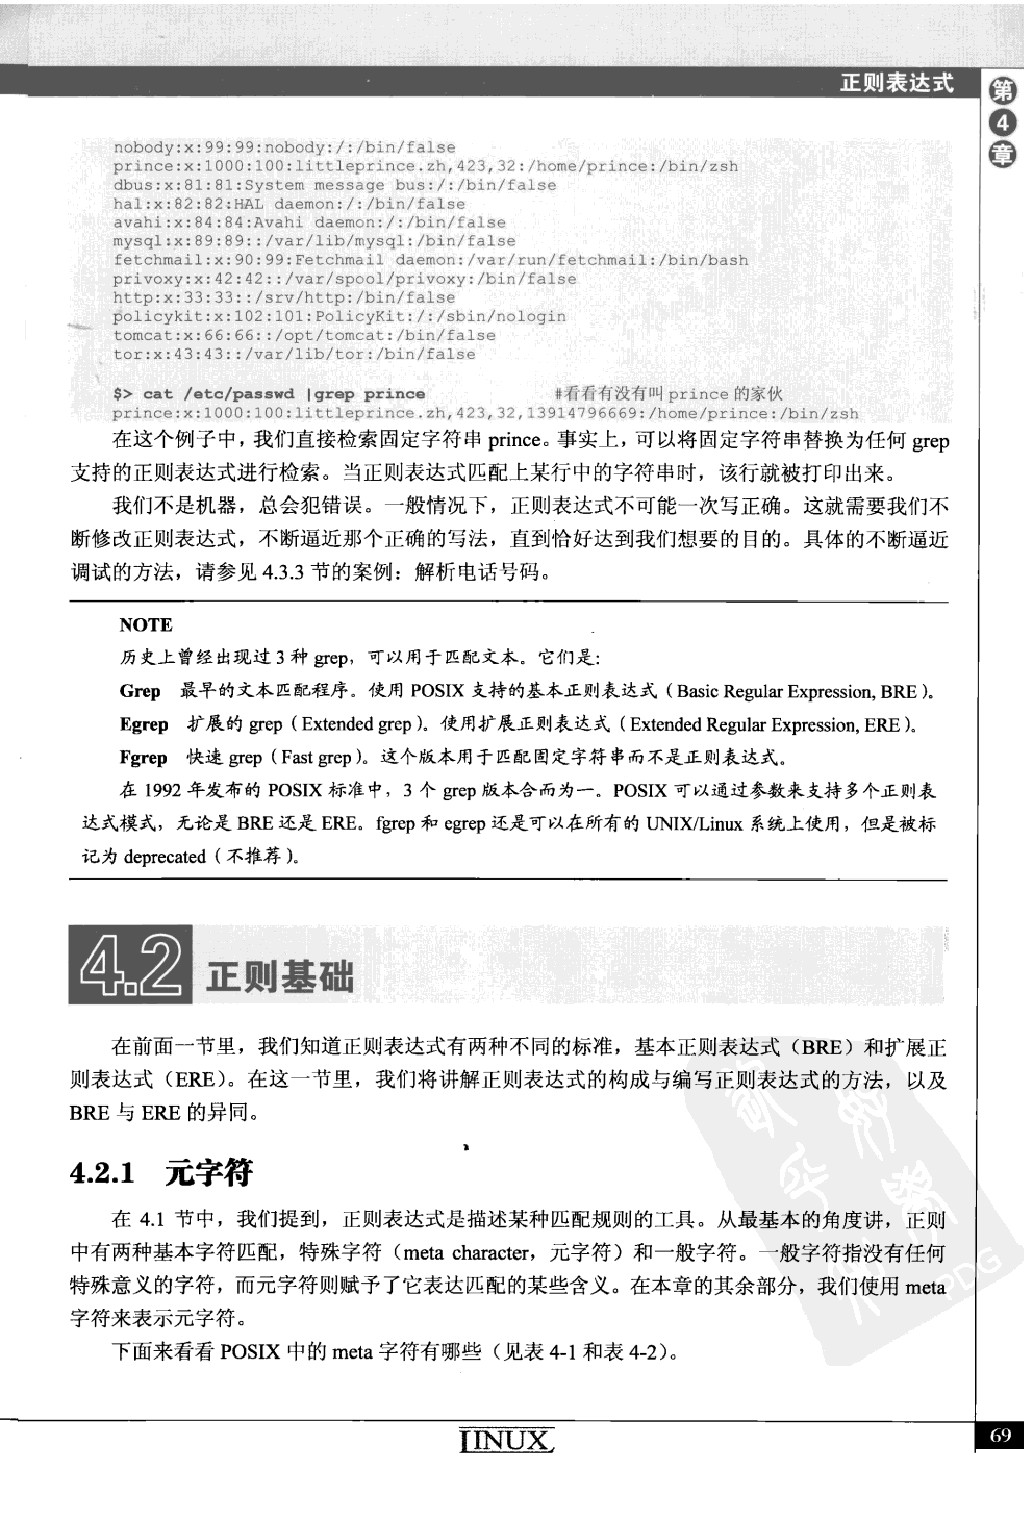 正则表达式
第4章
nobody:x:99:99:nobody:/:/bin/false
prince:x:1000:100:littleprince.zh,423,32:/home/prince:/bin/zsh
dbus:x:81:81:System message bus:/:/bin/false
hal:x:82:82:HAL daemon:/:/bin/false
avahi:x:84:84:Avahi daemon:/:/bin/false
mysql:x:89:89::/var/lib/mysql:/bin/false
fetchmail:x:90:99:Fetchmail daemon:/var/run/fetchmail:/bin/bash
privoxy:x:42:42::/var/spool/privoxy:/bin/false
http:x:33:33::/srv/http:/bin/false
policykit:x:102:101:PolicyKit:/:/sbin/nologin
tomcat:x:66:66::/opt/tomcat:/bin/false
tor:x:43:43::/var/lib/tor:/bin/false
$> cat /etc/passwd |grep prince #看看有没有叫 prince 的家伙
prince:x:1000:100:littleprince.zh,423,32,13914796669:/home/prince:/bin/zsh
在这个例子中，我们直接检索固定字符串 prince。事实上，可以将固定字符串替换为任何 grep
支持的正则表达式进行检索。当正则表达式匹配上某行中的字符串时，该行就被打印出来。
我们不是机器，总会犯错误。一般情况下，正则表达式不可能一次写正确。这就需要我们不
断修改正则表达式，不断逼近那个正确的写法，直到恰好达到我们想要的目的。具体的不断逼近
调试的方法，请参见 4.3.3 节的案例：解析电话号码。
NOTE
历史上曾经出现过 3 种 grep，可以用于匹配文本。它们是：
Grep 最早的文本匹配程序。使用 POSIX 支持的基本正则表达式（Basic Regular Expression, BRE）。
Egrep 扩展的 grep（Extended grep）。使用扩展正则表达式（Extended Regular Expression, ERE）。
Fgrep 快速 grep（Fast grep）。这个版本用于匹配固定字符串而不是正则表达式。
在 1992 年发布的 POSIX 标准中，3 个 grep 版本合而为一。POSIX 可以通过参数来支持多个正则表
达式模式，无论是 BRE 还是 ERE。fgrep 和 egrep 还是可以在所有的 UNIX/Linux 系统上使用，但是被标
记为 deprecated（不推荐）。
4.2 正则基础
在前面一节里，我们知道正则表达式有两种不同的标准，基本正则表达式（BRE）和扩展正
则表达式（ERE）。在这一节里，我们将讲解正则表达式的构成与编写正则表达式的方法，以及
BRE 与 ERE 的异同。
4.2.1 元字符
在 4.1 节中，我们提到，正则表达式是描述某种匹配规则的工具。从最基本的角度讲，正则
中有两种基本字符匹配，特殊字符（meta character，元字符）和一般字符。一般字符指没有任何
特殊意义的字符，而元字符则赋予了它表达匹配的某些含义。在本章的其余部分，我们使用 meta
字符来表示元字符。
下面来看看 POSIX 中的 meta 字符有哪些（见表 4-1 和表 4-2）。
PDG
LINUX
69